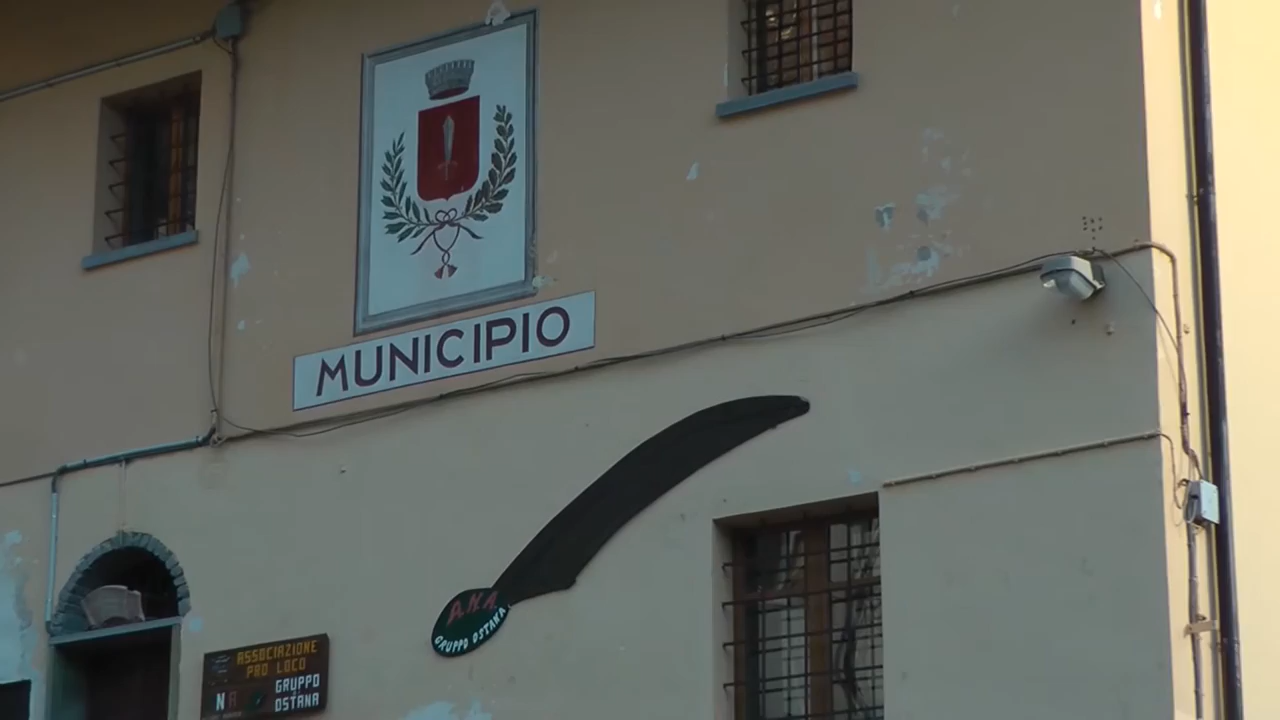 MUNICIPIO
A.N.A
GRUPPO OSTANA
ASSOCIAZIONE
PRO LOCO
N A GRUPPO
OSTANA